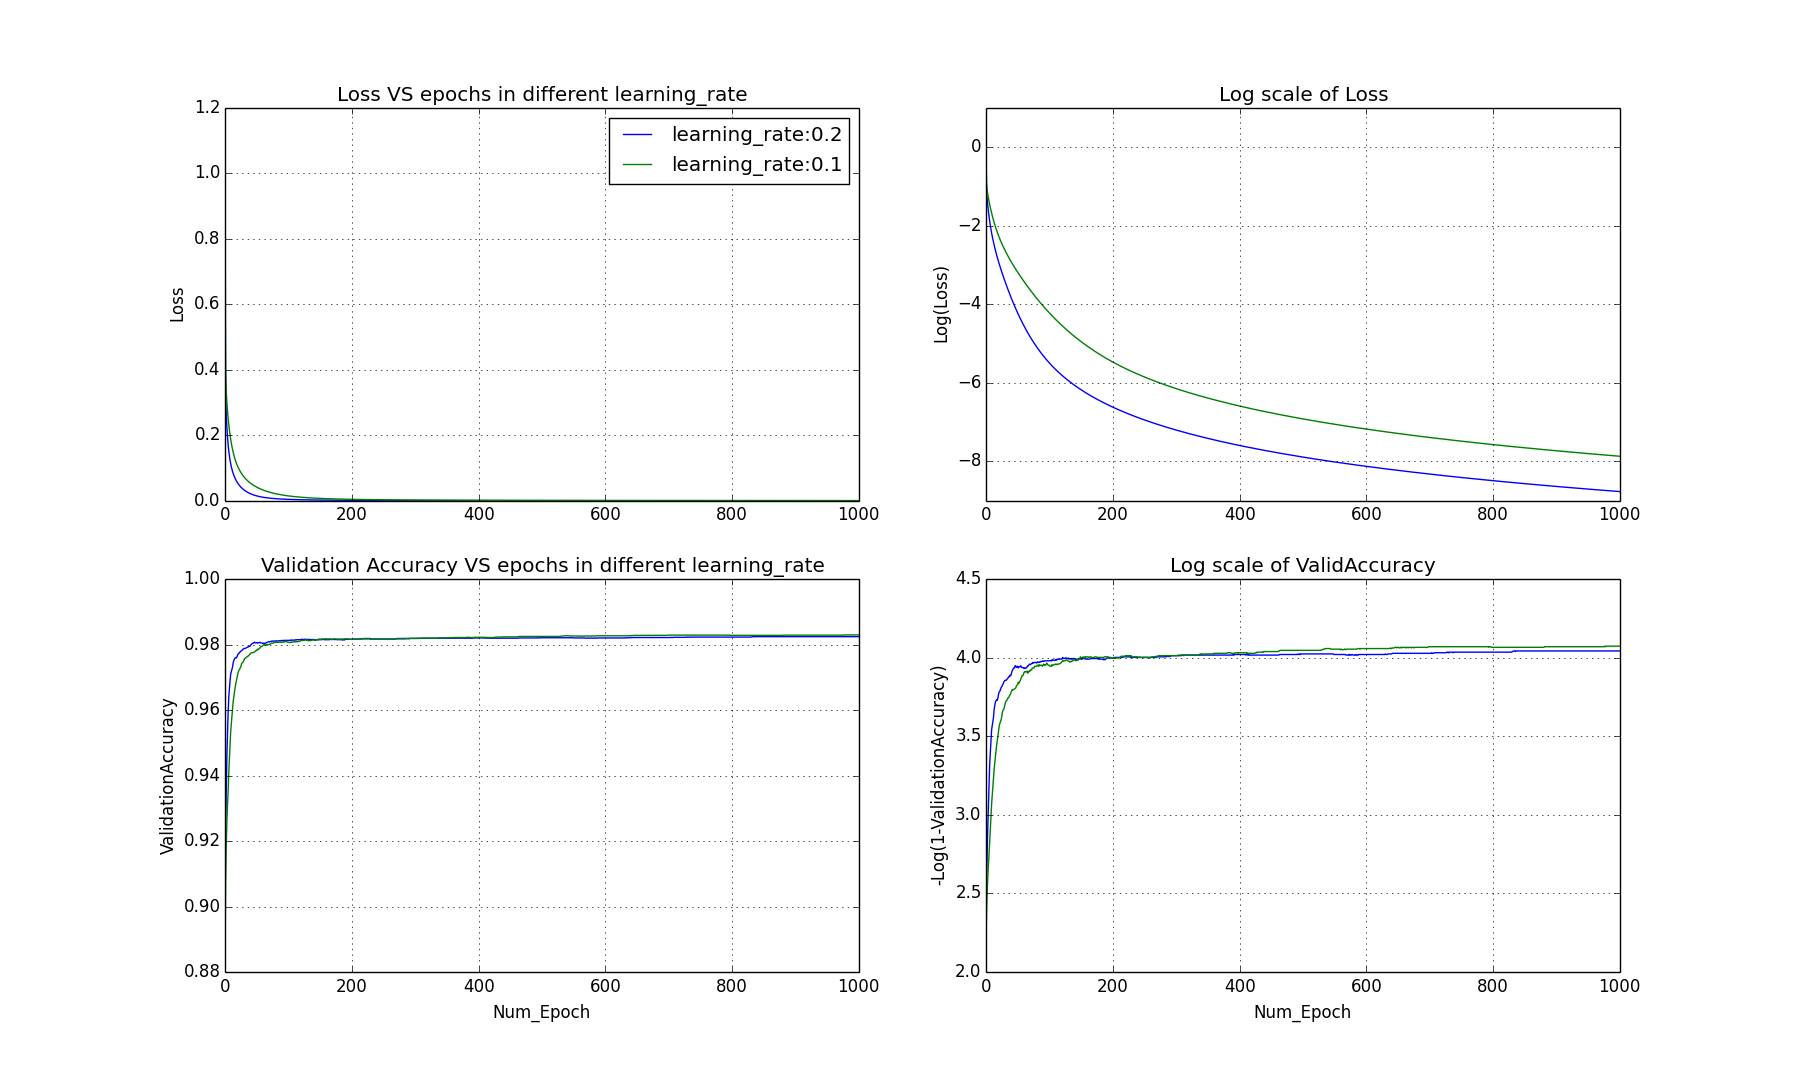 Loss VS epochs in different learning_rate
1.2
1.0
0.8
0.6
0.4
0.2
0.0
Loss
0 200 400 600 800 1000
learning_rate:0.2
learning_rate:0.1
Log scale of Loss
0
−2
−4
−6
−8
Log(Loss)
0 200 400 600 800 1000
Validation Accuracy VS epochs in different learning_rate
1.00
0.98
0.96
0.94
0.92
0.90
0.88
ValidationAccuracy
0 200 400 600 800 1000
Num_Epoch
Log scale of ValidAccuracy
4.5
4.0
3.5
3.0
2.5
2.0
-Log(1-ValidationAccuracy)
0 200 400 600 800 1000
Num_Epoch